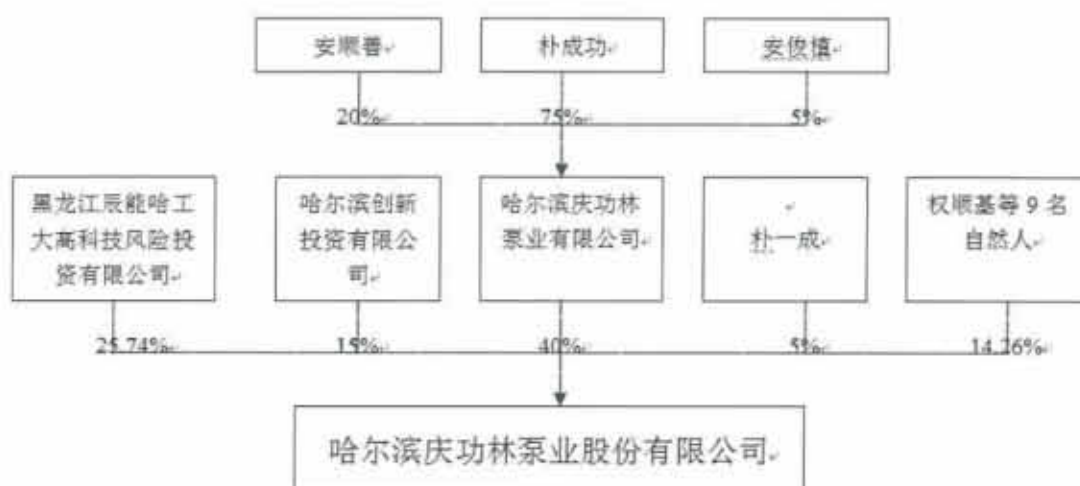 安顺善
朴成功
安俊植
20%
75%
5%
黑龙江辰能哈工
大高科技风险投
资有限公司
哈尔滨创新
投资有限公
司
哈尔滨庆功林
泵业有限公司
朴一成
权顺基等 9 名
自然人
25.74%
15%
40%
5%
14.26%
哈尔滨庆功林泵业股份有限公司